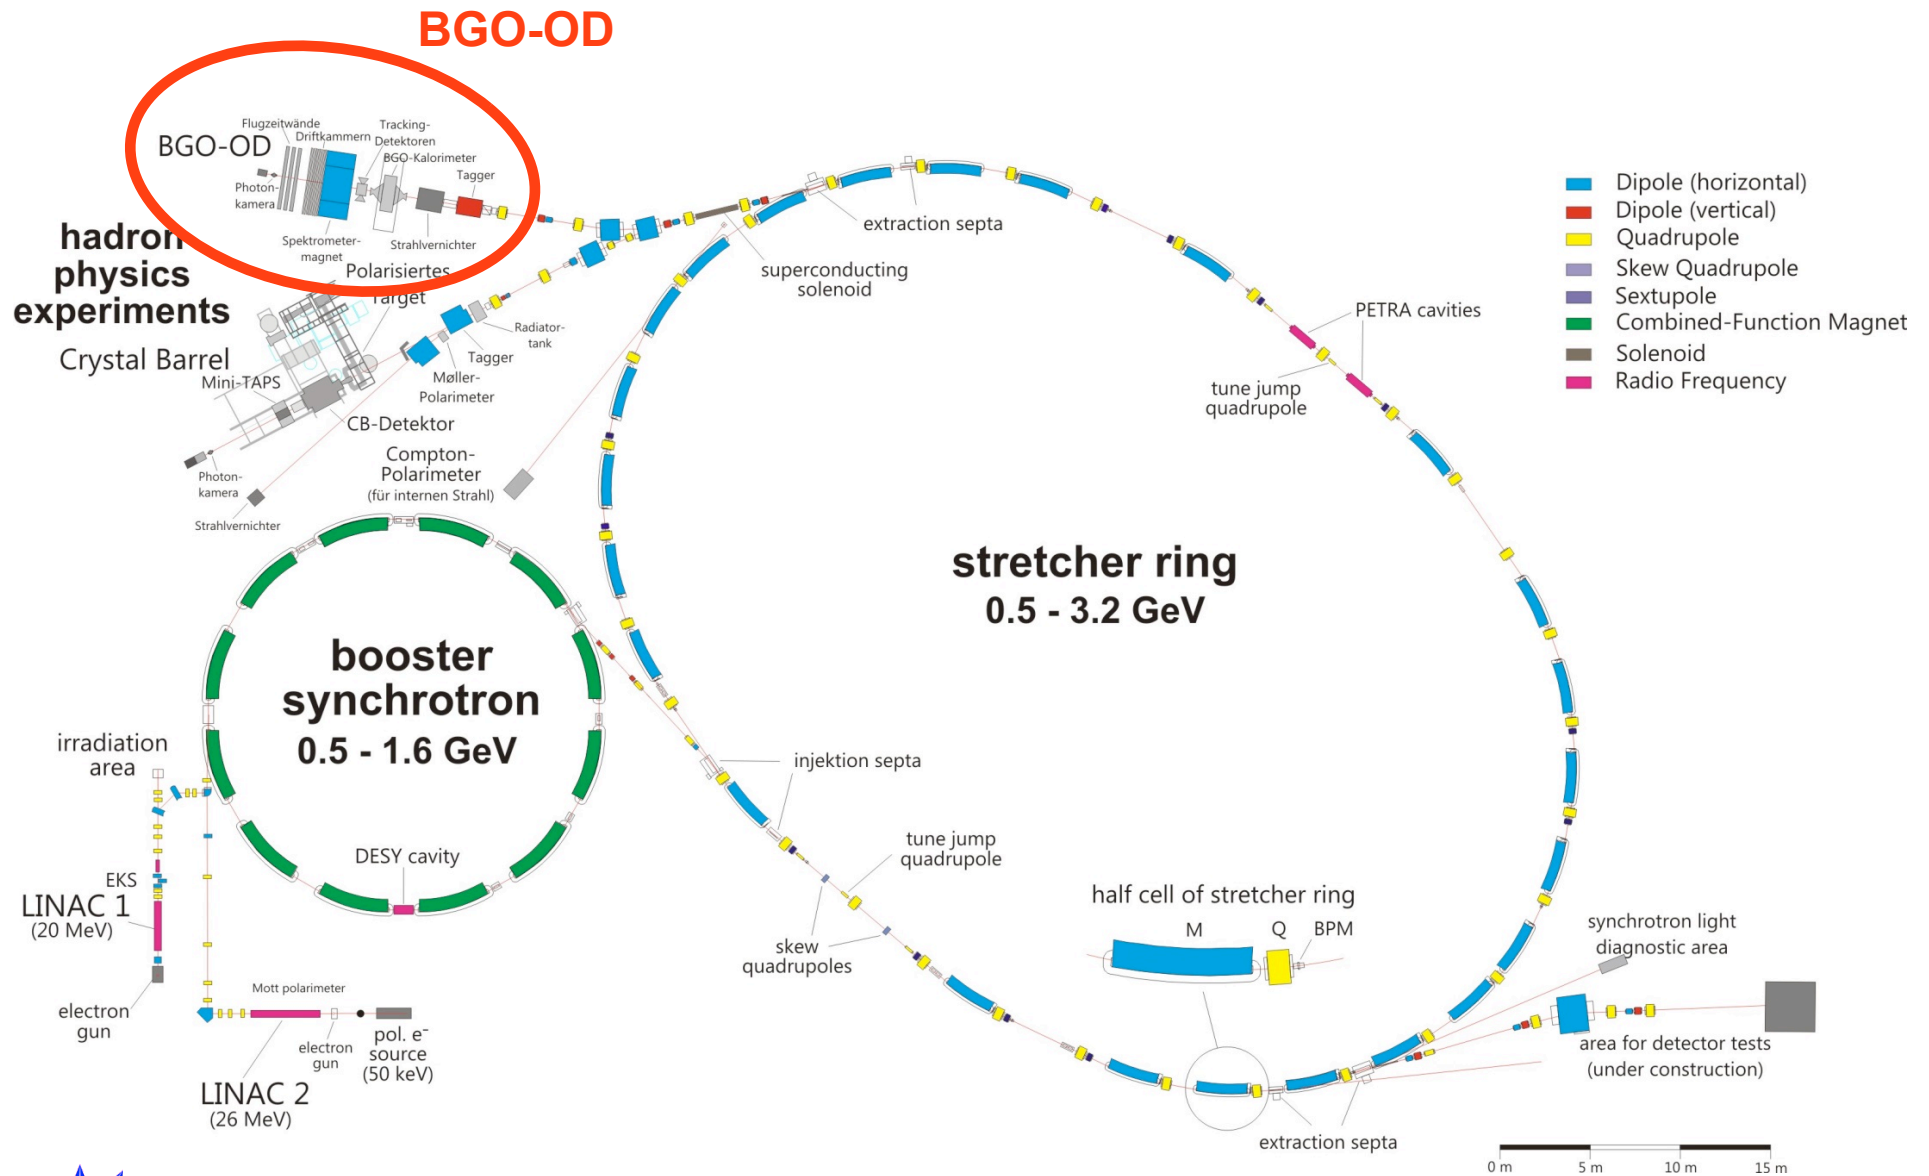 BGO-OD
Flugzeitwände
Driftkammern
Tracking-
Detektoren
BGO-OD
BGO-Kalorimeter
Tagger
Photon-
kamera
Spektrometer-
magnet
Strahlvernichter
hadron
physics
experiments
Polarisiertes
Target
Crystal Barrel
Mini-TAPS
CB-Detektor
Radiator-
tank
Tagger
Møller-
Polarimeter
Photon-
kamera
Strahlvernichter
Compton-
Polarimeter
(für internen Strahl)
extraction septa
superconducting
solenoid
PETRA cavities
tune jump
quadrupole
Dipole (horizontal)
Dipole (vertical)
Quadrupole
Skew Quadrupole
Sextupole
Combined-Function Magnet
Solenoid
Radio Frequency
stretcher ring
0.5 - 3.2 GeV
booster
synchrotron
0.5 - 1.6 GeV
DESY cavity
irradiation
area
EKS
LINAC 1
(20 MeV)
electron
gun
Mott polarimeter
electron
gun
pol. e⁻
source
(50 keV)
LINAC 2
(26 MeV)
injektion septa
tune jump
quadrupole
skew
quadrupoles
half cell of stretcher ring
M
Q
BPM
synchrotron light
diagnostic area
area for detector tests
(under construction)
extraction septa
0 m
5 m
10 m
15 m